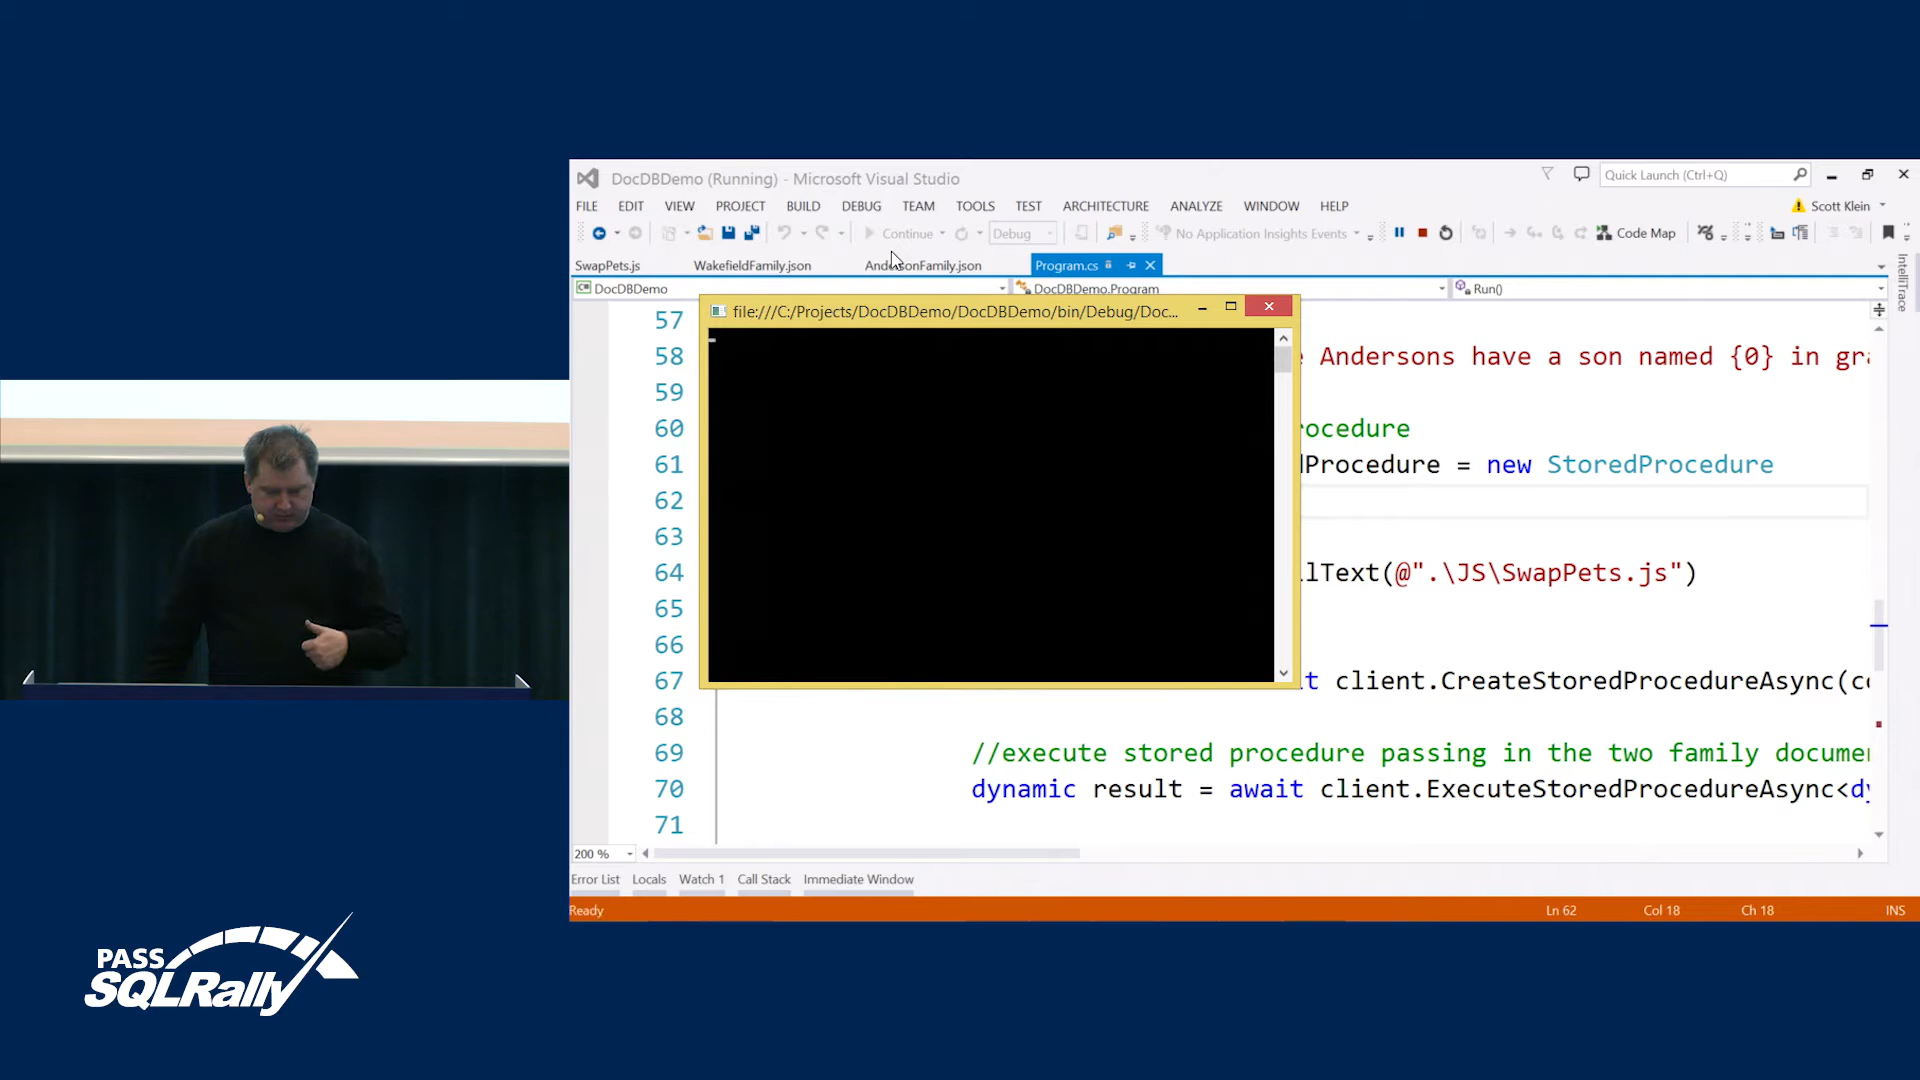 DocDBDemo (Running) - Microsoft Visual Studio
Quick Launch (Ctrl+Q)
FILE EDIT VIEW PROJECT BUILD DEBUG TEAM TOOLS TEST ARCHITECTURE ANALYZE WINDOW HELP
Scott Klein
Continue Debug No Application Insights Events Code Map
SwapPets.js WakefieldFamily.json AndersonFamily.json Program.cs
IntelliTrace
DocDBDemo DocDBDemo.Program Run()
file:///C:/Projects/DocDBDemo/DocDBDemo/bin/Debug/Doc...
57
58 Andersons have a son named {0} in gra
59
60 ocedure
61 Procedure = new StoredProcedure
62
63
64 lText(@".\JS\SwapPets.js")
65
66
67 t client.CreateStoredProcedureAsync(co
68
69 //execute stored procedure passing in the two family documen
70 dynamic result = await client.ExecuteStoredProcedureAsync<dy
71
200 %
Error List Locals Watch 1 Call Stack Immediate Window
Ready Ln 62 Col 18 Ch 18 INS
PASS
SQLRally